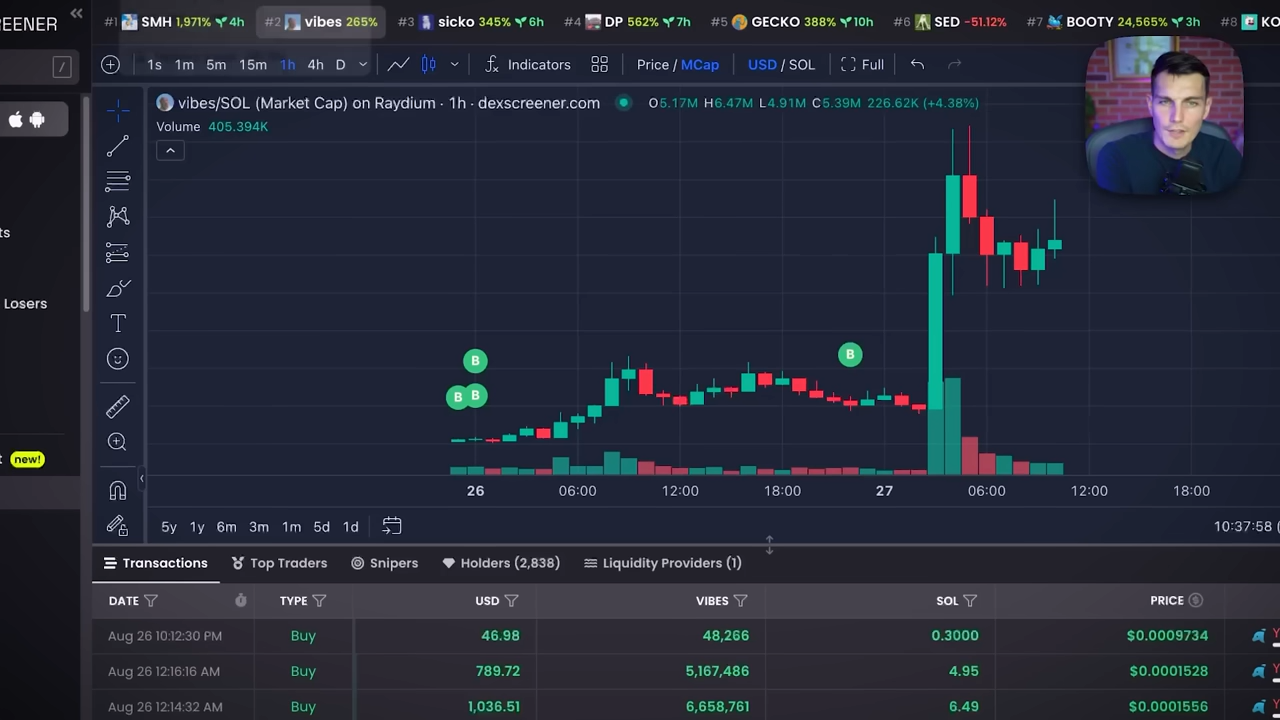 REENER
#1 SMH 1,971% 4h #2 vibes 265% #3 sicko 345% 6h #4 DP 562% 7h #5 GECKO 388% 10h #6 SED -51.12% #7 BOOTY 24,565% 3h #8 KO
/ 1s 1m 5m 15m 1h 4h D Indicators Price / MCap USD / SOL Full
vibes/SOL (Market Cap) on Raydium · 1h · dexscreener.com O5.17M H6.47M L4.91M C5.39M 226.62K (+4.38%)
Volume 405.394K
ts
Losers
B
B
B B
t new!
26 06:00 12:00 18:00 27 06:00 12:00 18:00
5y 1y 6m 3m 1m 5d 1d 10:37:58 (
Transactions Top Traders Snipers Holders (2,838) Liquidity Providers (1)
DATE TYPE USD VIBES SOL PRICE
Aug 26 10:12:30 PM Buy 46.98 48,266 0.3000 $0.0009734 Y
Aug 26 12:16:16 AM Buy 789.72 5,167,486 4.95 $0.0001528 Y
Aug 26 12:14:32 AM Buy 1,036.51 6,658,761 6.49 $0.0001556 Y